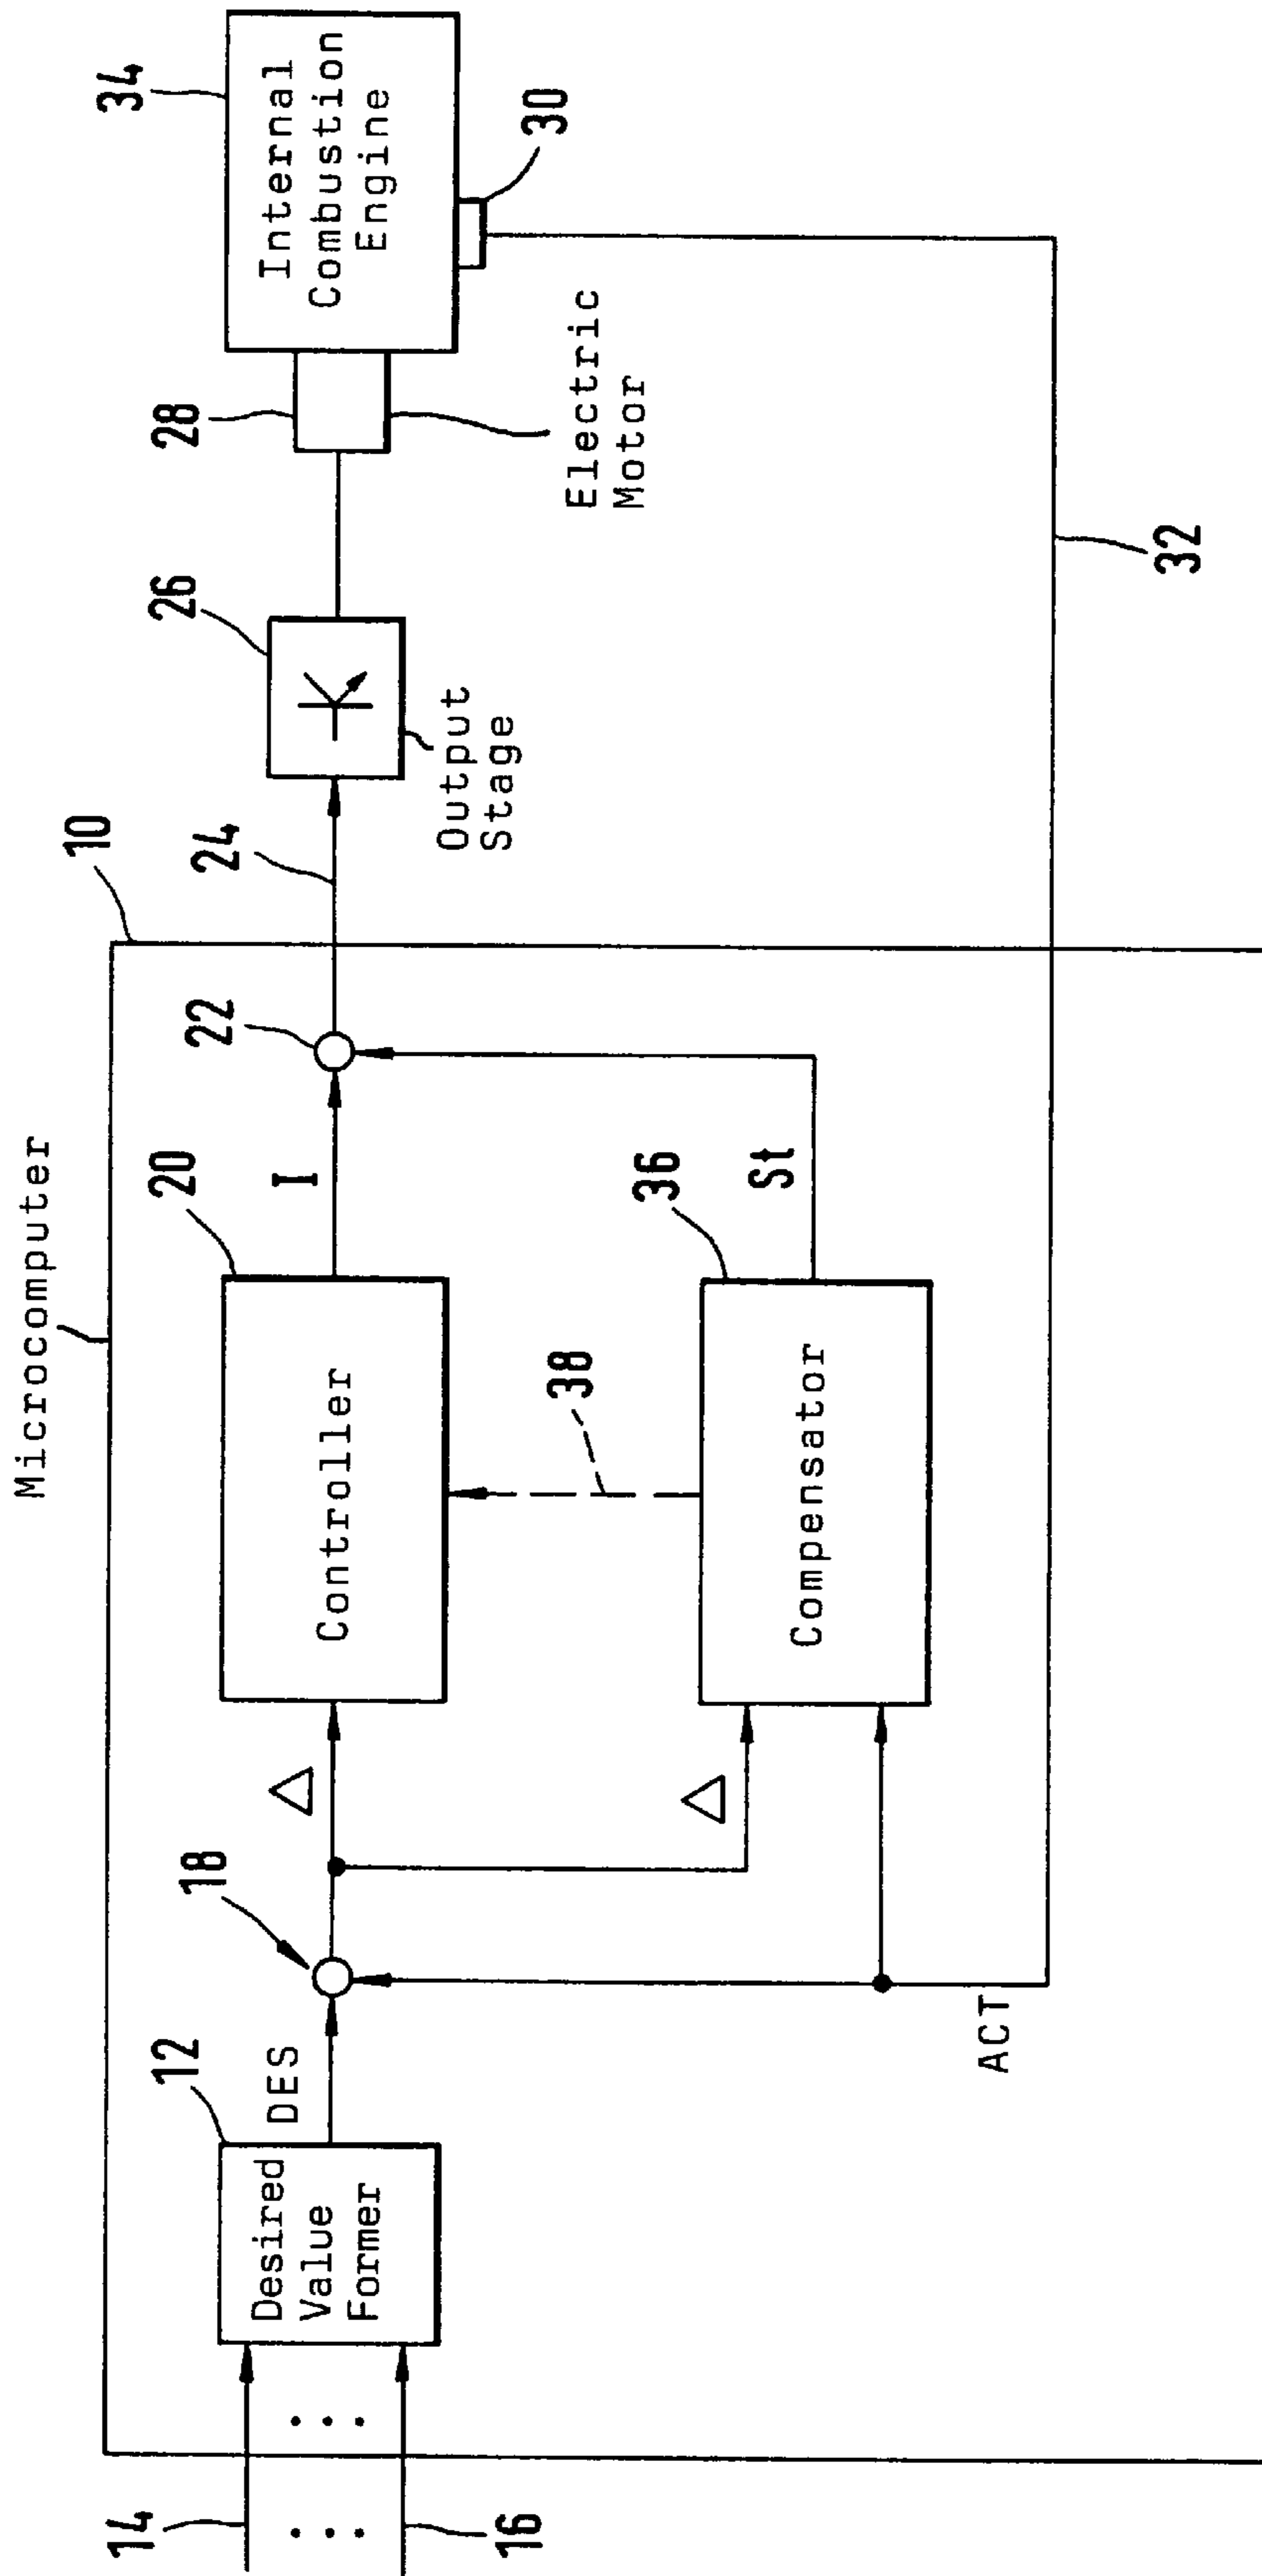 Microcomputer
10
14
16
12
Desired
Value
Former
DES
18
Δ
Δ
ACT
20
Controller
I
22
24
38
36
Compensator
St
26
Output
Stage
28
Electric
Motor
34
Internal
Combustion
Engine
30
32